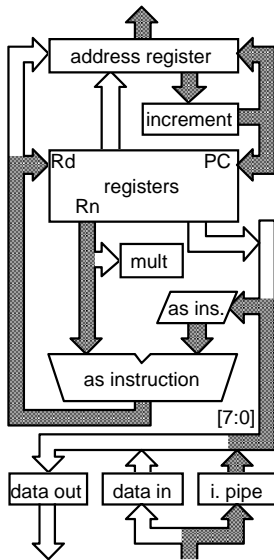 address register
increment
Rd PC
registers
Rn
mult
as ins.
as instruction
[7:0]
data out data in i. pipe